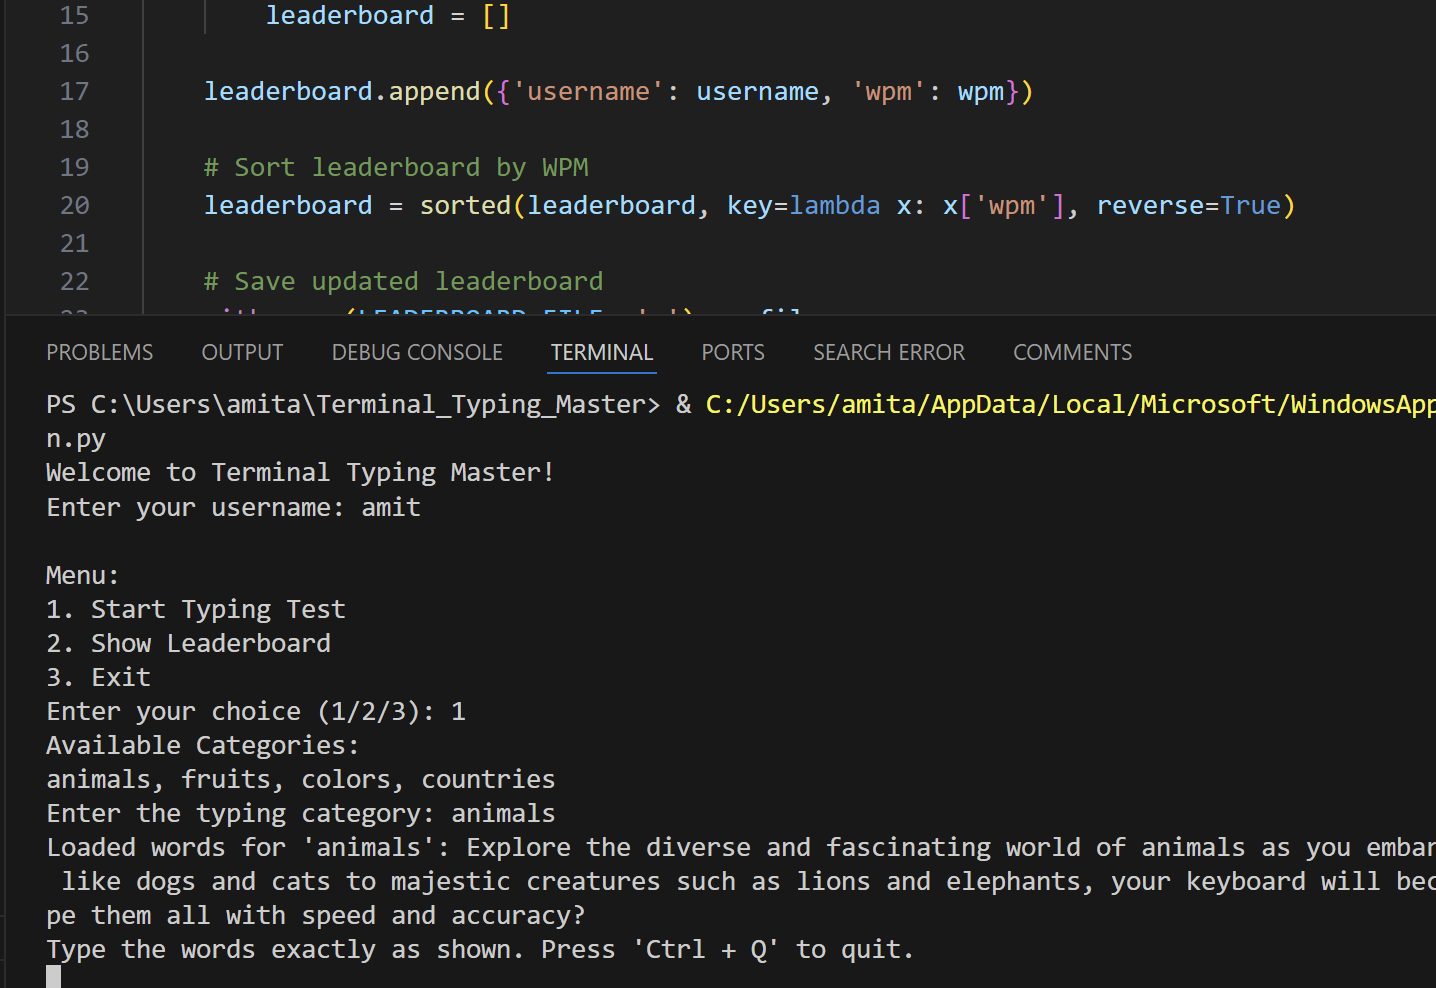 15 leaderboard = []
16
17 leaderboard.append({'username': username, 'wpm': wpm})
18
19 # Sort leaderboard by WPM
20 leaderboard = sorted(leaderboard, key=lambda x: x['wpm'], reverse=True)
21
22 # Save updated leaderboard
PROBLEMS OUTPUT DEBUG CONSOLE TERMINAL PORTS SEARCH ERROR COMMENTS
PS C:\Users\amita\Terminal_Typing_Master> & C:/Users/amita/AppData/Local/Microsoft/WindowsApp
n.py
Welcome to Terminal Typing Master!
Enter your username: amit
Menu:
1. Start Typing Test
2. Show Leaderboard
3. Exit
Enter your choice (1/2/3): 1
Available Categories:
animals, fruits, colors, countries
Enter the typing category: animals
Loaded words for 'animals': Explore the diverse and fascinating world of animals as you embar
like dogs and cats to majestic creatures such as lions and elephants, your keyboard will bec
pe them all with speed and accuracy?
Type the words exactly as shown. Press 'Ctrl + Q' to quit.